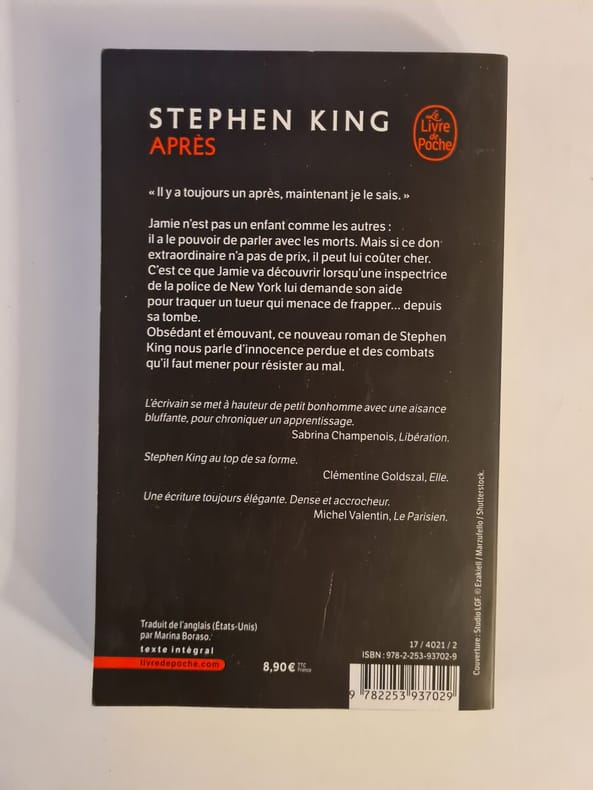 STEPHEN KING
APRÈS
Le
Livre
de
Poche
« Il y a toujours un après, maintenant je le sais. »
Jamie n'est pas un enfant comme les autres :
il a le pouvoir de parler avec les morts. Mais si ce don
extraordinaire n'a pas de prix, il peut lui coûter cher.
C'est ce que Jamie va découvrir lorsqu'une inspectrice
de la police de New York lui demande son aide
pour traquer un tueur qui menace de frapper... depuis
sa tombe.
Obsédant et émouvant, ce nouveau roman de Stephen
King nous parle d'innocence perdue et des combats
qu'il faut mener pour résister au mal.
L'écrivain se met à hauteur de petit bonhomme avec une aisance
bluffante, pour chroniquer un apprentissage.
Sabrina Champenois, Libération.
Stephen King au top de sa forme.
Clémentine Goldszal, Elle.
Une écriture toujours élégante. Dense et accrocheur.
Michel Valentin, Le Parisien.
Traduit de l'anglais (États-Unis)
par Marina Boraso.
texte intégral
livredepoche.com
8,90 € TTC
France
17 / 4021 / 2
ISBN : 978-2-253-93702-9
9 782253 937029
Couverture : Studio LGF. © Ezakiell / Marzufello / Shutterstock.